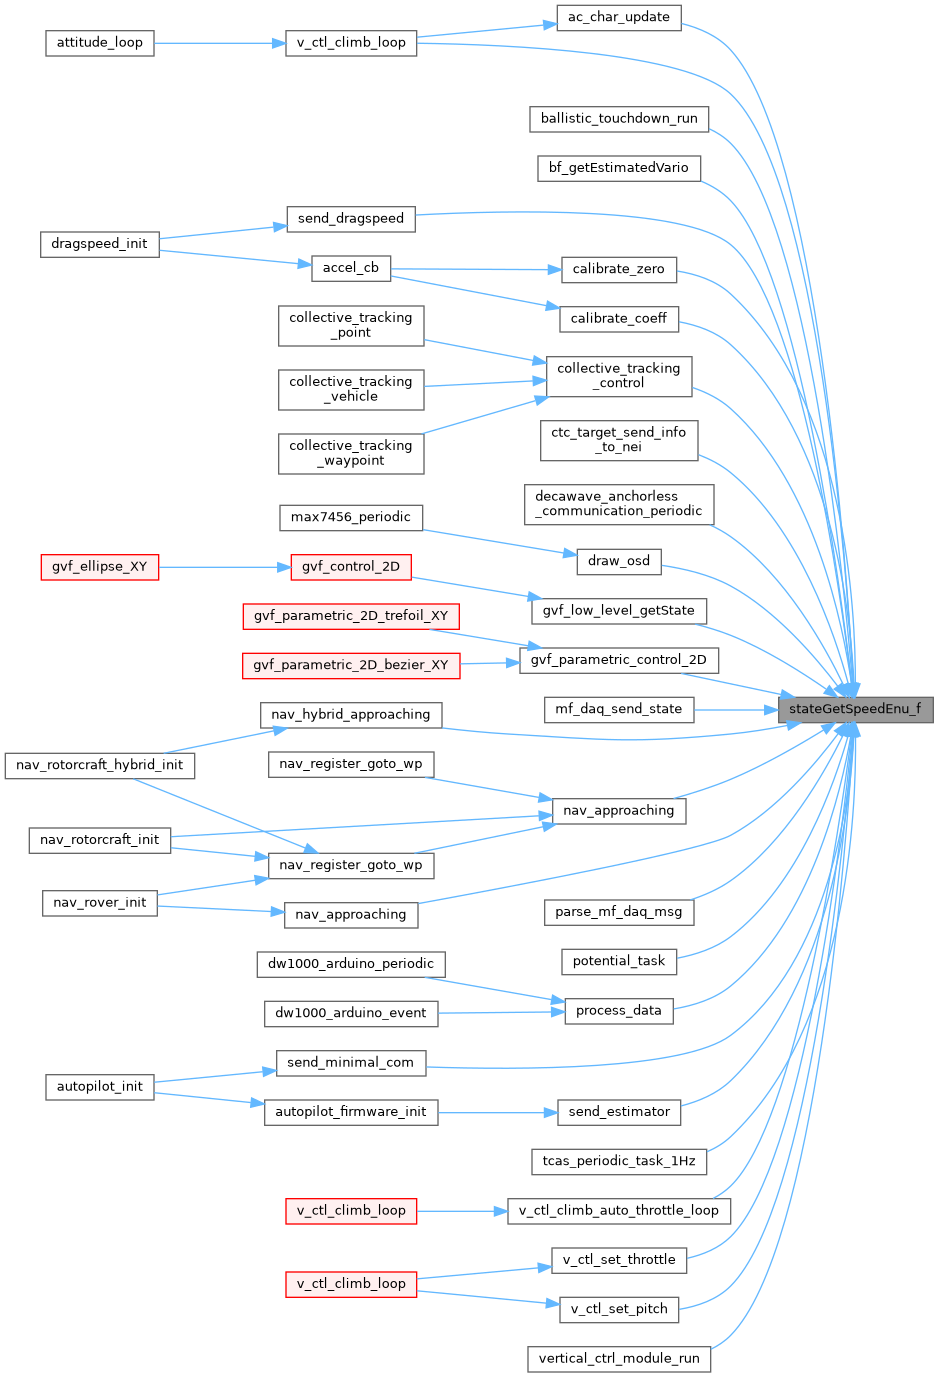 ac_char_update
attitude_loop
v_ctl_climb_loop
ballistic_touchdown_run
bf_getEstimatedVario
send_dragspeed
dragspeed_init
accel_cb
calibrate_zero
calibrate_coeff
collective_tracking
_point
collective_tracking
_control
collective_tracking
_vehicle
collective_tracking
_waypoint
ctc_target_send_info
_to_nei
decawave_anchorless
_communication_periodic
max7456_periodic
draw_osd
gvf_ellipse_XY
gvf_control_2D
gvf_low_level_getState
gvf_parametric_2D_trefoil_XY
gvf_parametric_control_2D
gvf_parametric_2D_bezier_XY
mf_daq_send_state
stateGetSpeedEnu_f
nav_hybrid_approaching
nav_rotorcraft_hybrid_init
nav_register_goto_wp
nav_approaching
nav_rotorcraft_init
nav_register_goto_wp
nav_rover_init
nav_approaching
parse_mf_daq_msg
potential_task
dw1000_arduino_periodic
dw1000_arduino_event
process_data
send_minimal_com
autopilot_init
autopilot_firmware_init
send_estimator
tcas_periodic_task_1Hz
v_ctl_climb_loop
v_ctl_climb_auto_throttle_loop
v_ctl_set_throttle
v_ctl_climb_loop
v_ctl_set_pitch
vertical_ctrl_module_run